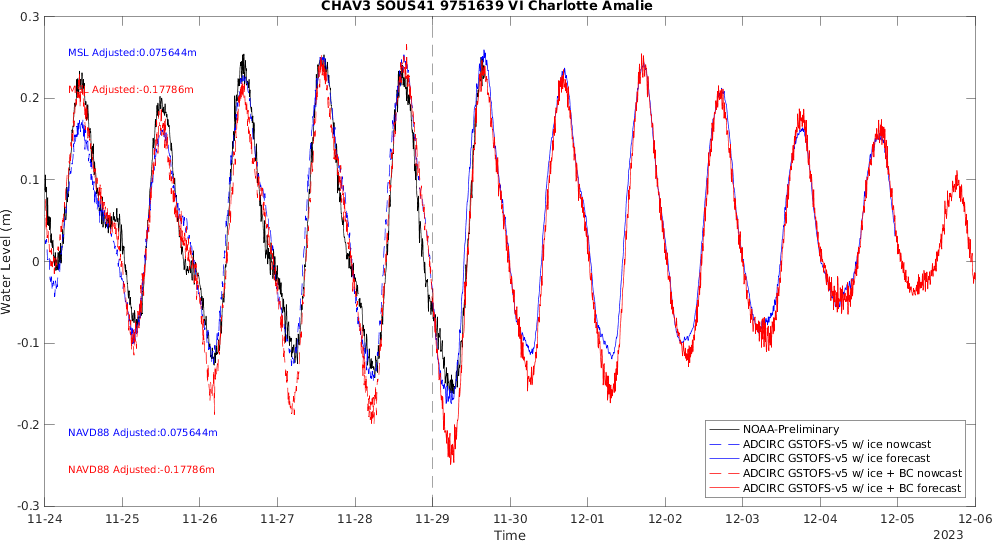 CHAV3 SOUS41 9751639 VI Charlotte Amalie
0.3
MSL Adjusted:0.075644m
MSL Adjusted:-0.17786m
0.2
0.1
Water Level (m)
0
-0.1
-0.2
NAVD88 Adjusted:0.075644m
NAVD88 Adjusted:-0.17786m
NOAA-Preliminary
ADCIRC GSTOFS-v5 w/ ice nowcast
ADCIRC GSTOFS-v5 w/ ice forecast
ADCIRC GSTOFS-v5 w/ ice + BC nowcast
ADCIRC GSTOFS-v5 w/ ice + BC forecast
-0.3
11-24 11-25 11-26 11-27 11-28 11-29 11-30 12-01 12-02 12-03 12-04 12-05 12-06
Time
2023